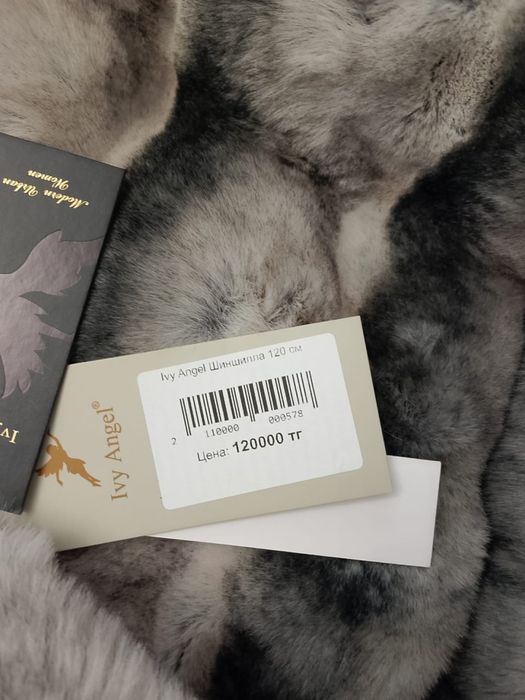 Modern Urban
Women
Ivy Angel®
Ivy Angel Шиншилла 120 см
2 110000 000578
Цена: 120000 тг